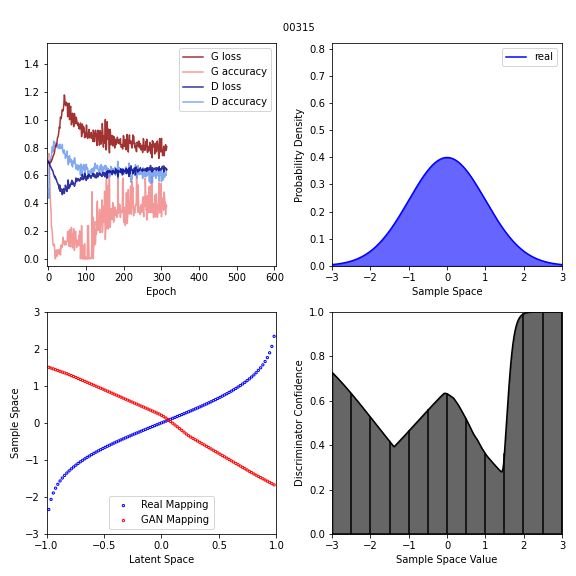 00315
G loss
G accuracy
D loss
D accuracy
1.4
1.2
1.0
0.8
0.6
0.4
0.2
0.0
0 100 200 300 400 500 600
Epoch
real
Probability Density
0.8
0.7
0.6
0.5
0.4
0.3
0.2
0.1
0.0
−3 −2 −1 0 1 2 3
Sample Space
Sample Space
3
2
1
0
−1
−2
−3
Real Mapping
GAN Mapping
−1.0 −0.5 0.0 0.5 1.0
Latent Space
Discriminator Confidence
1.0
0.8
0.6
0.4
0.2
0.0
−3 −2 −1 0 1 2 3
Sample Space Value